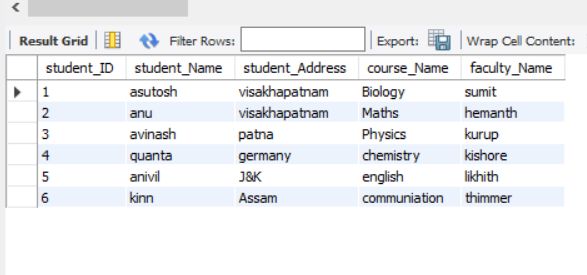 Result Grid Filter Rows: Export: Wrap Cell Content:
student_ID student_Name student_Address course_Name faculty_Name
1 asutosh visakhapatnam Biology sumit
2 anu visakhapatnam Maths hemanth
3 avinash patna Physics kurup
4 quanta germany chemistry kishore
5 anivil J&K english likhith
6 kinn Assam communiation thimmer